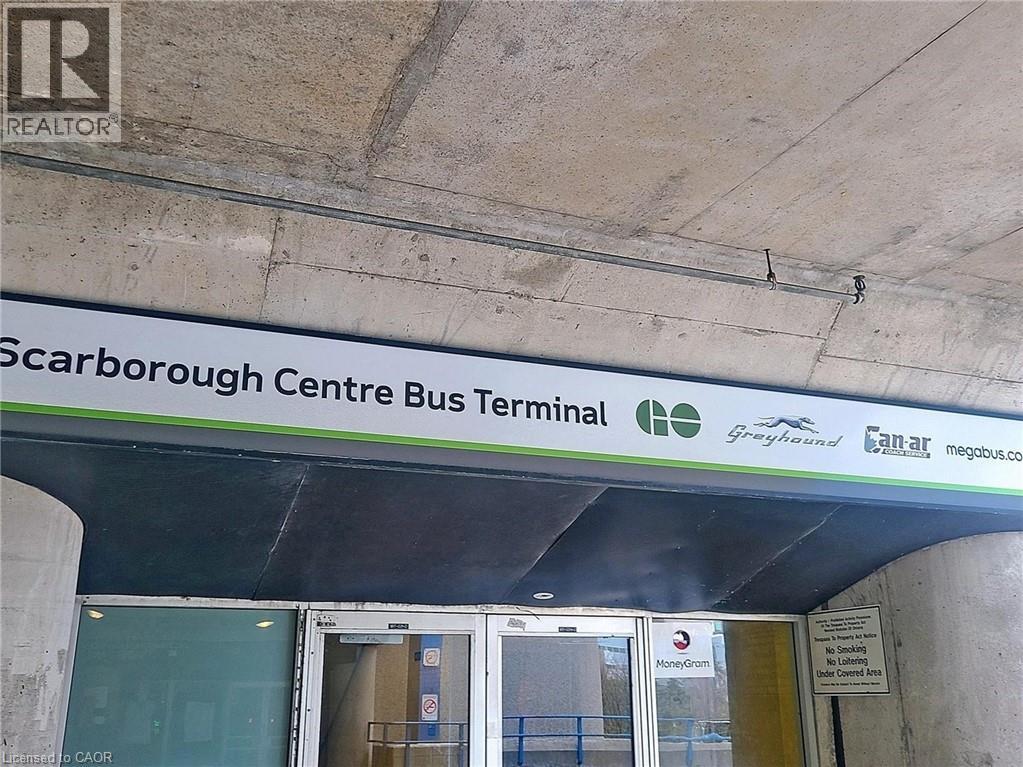 REALTOR®
Scarborough Centre Bus Terminal GO Greyhound Can-ar COACH SERVICE megabus.co
MoneyGram
Trespass To Property Act Notice
No Smoking
No Loitering
Under Covered Area
Licensed to CAOR